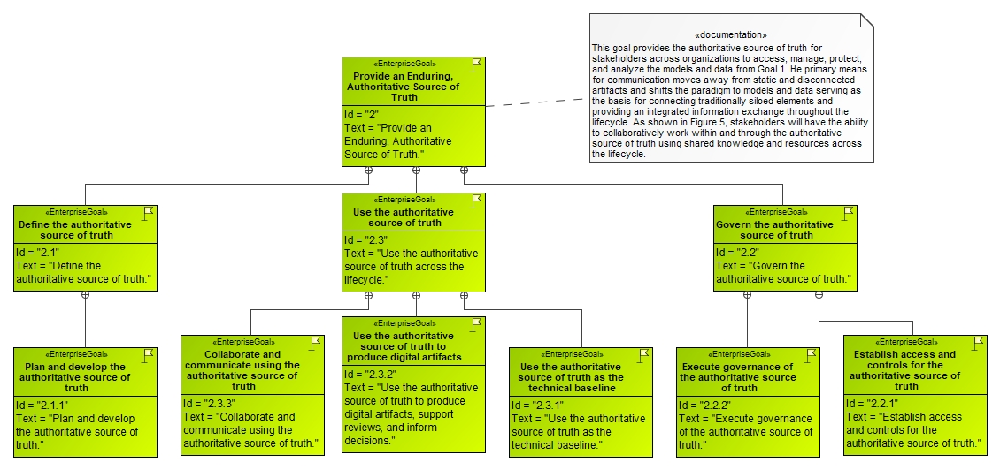 «EnterpriseGoal»
Provide an Enduring,
Authoritative Source of
Truth
Id = "2"
Text = "Provide an
Enduring, Authoritative
Source of Truth."
«documentation»
This goal provides the authoritative source of truth for
stakeholders across organizations to access, manage, protect,
and analyze the models and data from Goal 1. He primary means
for communication moves away from static and disconnected
artifacts and shifts the paradigm to models and data serving as
the basis for connecting traditionally siloed elements and
providing an integrated information exchange throughout the
lifecycle. As shown in Figure 5, stakeholders will have the ability
to collaboratively work within and through the authoritative
source of truth using shared knowledge and resources across
the lifecycle.
«EnterpriseGoal»
Define the authoritative
source of truth
Id = "2.1"
Text = "Define the
authoritative source of truth."
«EnterpriseGoal»
Use the authoritative
source of truth
Id = "2.3"
Text = "Use the authoritative
source of truth across the
lifecycle."
«EnterpriseGoal»
Govern the authoritative
source of truth
Id = "2.2"
Text = "Govern the
authoritative source of truth."
«EnterpriseGoal»
Plan and develop the
authoritative source of
truth
Id = "2.1.1"
Text = "Plan and develop
the authoritative source of
truth."
«EnterpriseGoal»
Collaborate and
communicate using the
authoritative source of
truth
Id = "2.3.3"
Text = "Collaborate and
communicate using the
authoritative source of truth."
«EnterpriseGoal»
Use the authoritative
source of truth to
produce digital artifacts
Id = "2.3.2"
Text = "Use the authoritative
source of truth to produce
digital artifacts, support
reviews, and inform
decisions."
«EnterpriseGoal»
Use the authoritative
source of truth as the
technical baseline
Id = "2.3.1"
Text = "Use the authoritative
source of truth as the
technical baseline."
«EnterpriseGoal»
Execute governance of
the authoritative source
of truth
Id = "2.2.2"
Text = "Execute governance
of the authoritative source of
truth."
«EnterpriseGoal»
Establish access and
controls for the
authoritative source of
truth
Id = "2.2.1"
Text = "Establish access
and controls for the
authoritative source of truth."